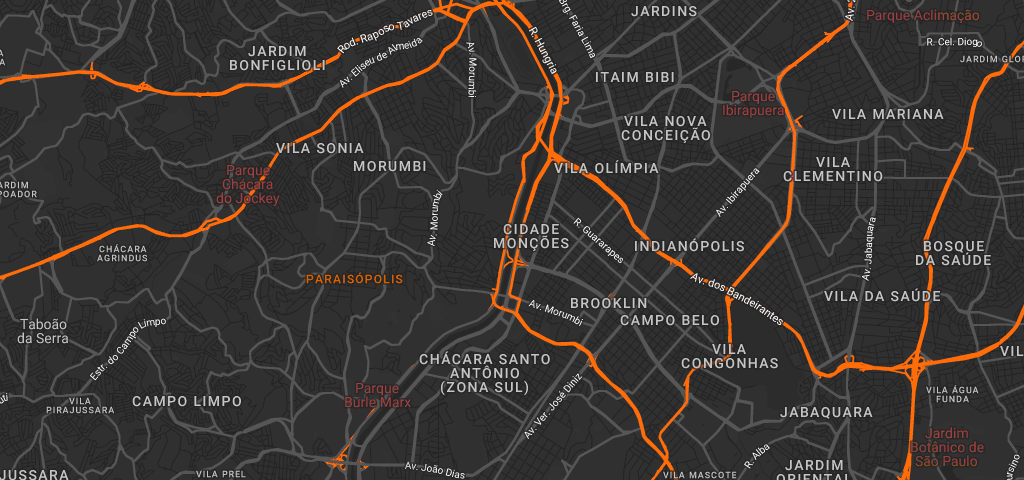 JARDINS
Parque Aclimação
Rod. Raposo Tavares
Brg. Faria Lima
R. Hungria
R. Cel. Diogo
JARDIM
BONFIGLIOLI
Av. Eliseu de Almeida
Av. Morumbi
ITAIM BIBI
Parque
Ibirapuera
VILA MARIANA
VILA NOVA
CONCEIÇÃO
VILA SONIA
MORUMBI
VILA OLÍMPIA
VILA
CLEMENTINO
Parque
Chácara
do Jockey
Av. Ibirapuera
Av. Morumbi
CIDADE
MONÇÕES
R. Guararapes
INDIANÓPOLIS
Av. Jabaquara
BOSQUE
DA SAÚDE
CHÁCARA
AGRINDUS
PARAISÓPOLIS
Av. dos Bandeirantes
VILA DA SAÚDE
BROOKLIN
Av. Morumbi
CAMPO BELO
Taboão
da Serra
Estr. do Campo Limpo
VILA
CONGONHAS
CHÁCARA SANTO
ANTÔNIO
(ZONA SUL)
Parque
Burle Marx
VILA
PIRAJUSSARA
CAMPO LIMPO
Av. Ver. José Diniz
VILA ÁGUA
FUNDA
JABAQUARA
Jardim
Botânico de
São Paulo
R. Alba
VILA PREL
Av. João Dias
VILA MASCOTE
JARDIM
ORIENTAL
JUSSARA